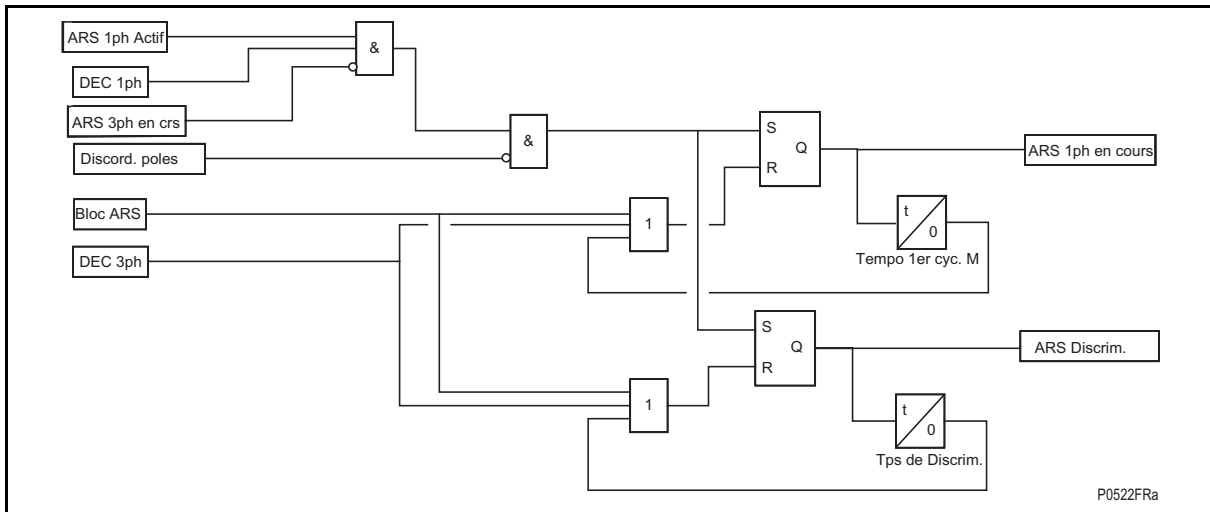 ARS 1ph Actif
&
DEC 1ph
ARS 3ph en crs
Discord. poles
&
S
Q
R
ARS 1ph en cours
Bloc ARS
1
t
0
DEC 3ph
Tempo 1er cyc. M
S
Q
R
ARS Discrim.
1
t
0
Tps de Discrim.
P0522FRa